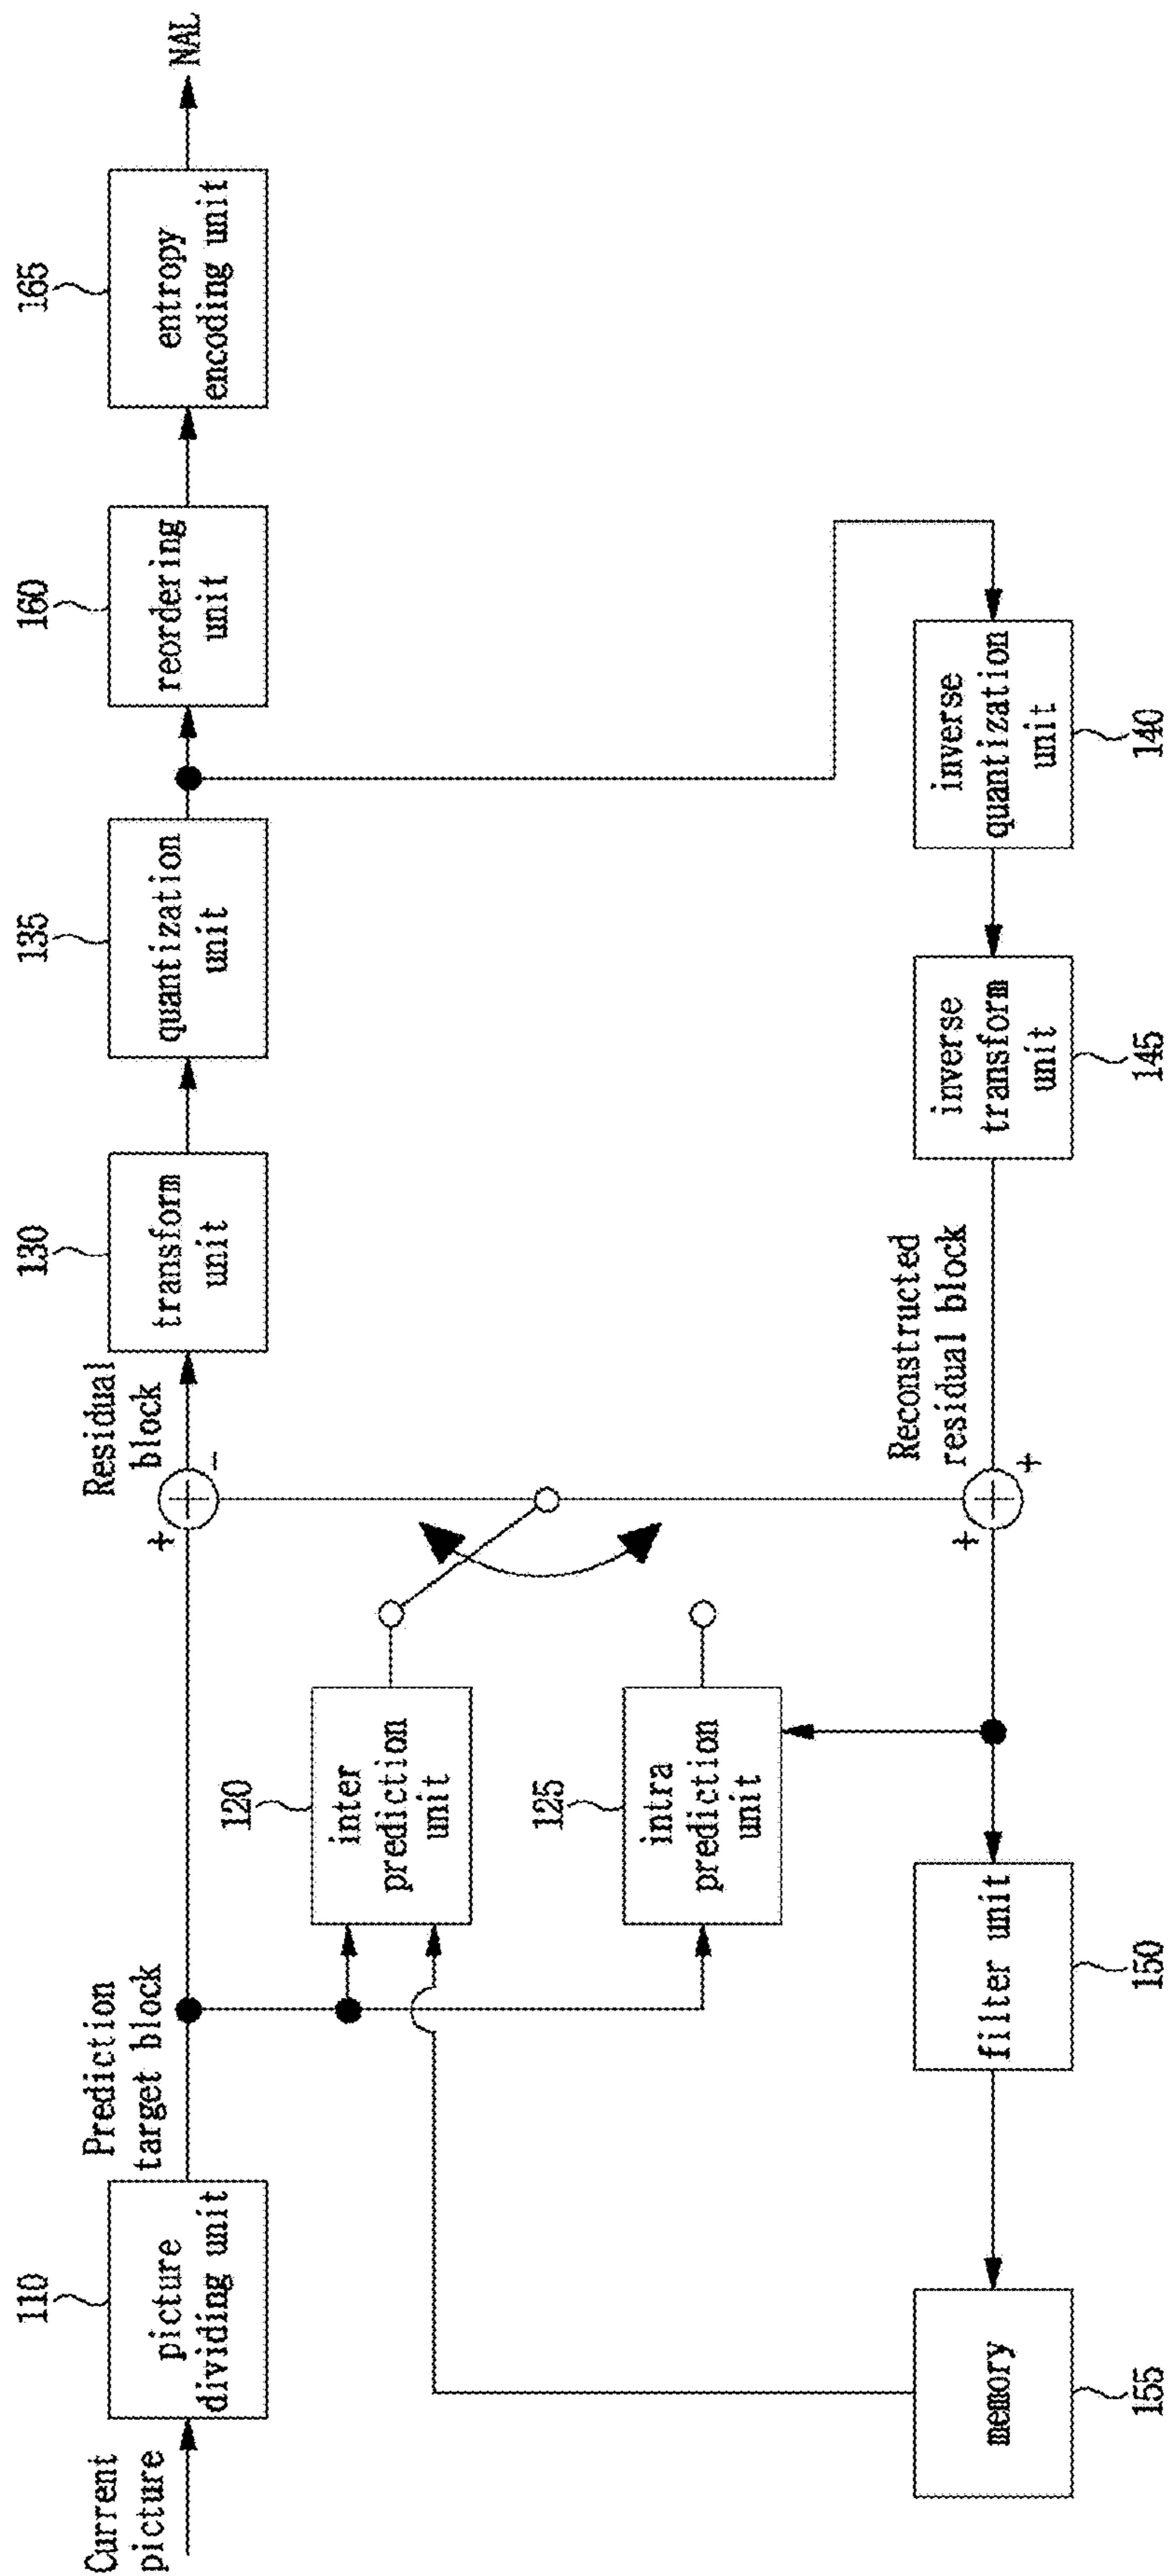 Current
picture
110
picture
dividing unit
Prediction
target block
120
inter
prediction
unit
125
intra
prediction
unit
+
-
Residual
block
130
transform
unit
135
quantization
unit
160
reordering
unit
165
entropy
encoding unit
NAL
memory
155
filter unit
150
+
+
Reconstructed
residual block
inverse
transform
unit
145
inverse
quantization
unit
140